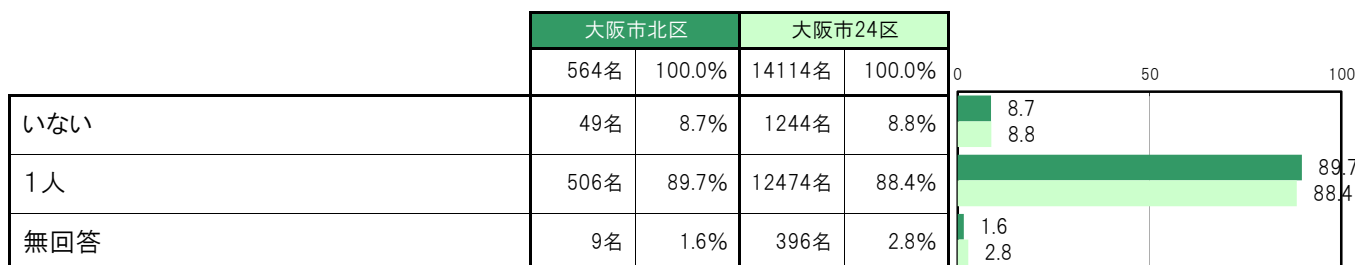 大阪市北区 大阪市24区
564名 100.0% 14114名 100.0% 0 50 100
いない 49名 8.7% 1244名 8.8% 8.7
8.8
1人 506名 89.7% 12474名 88.4% 89.7
88.4
無回答 9名 1.6% 396名 2.8% 1.6
2.8